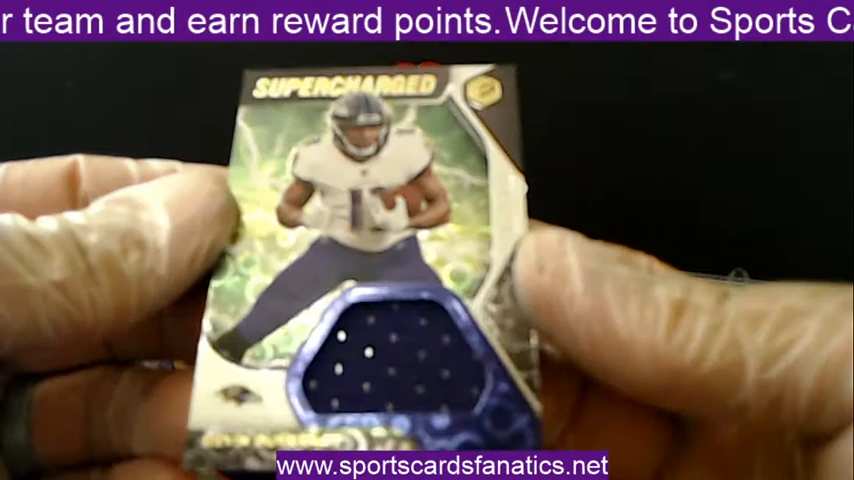 r team and earn reward points. Welcome to Sports C
SUPERCHARGED
www.sportscardsfanatics.net